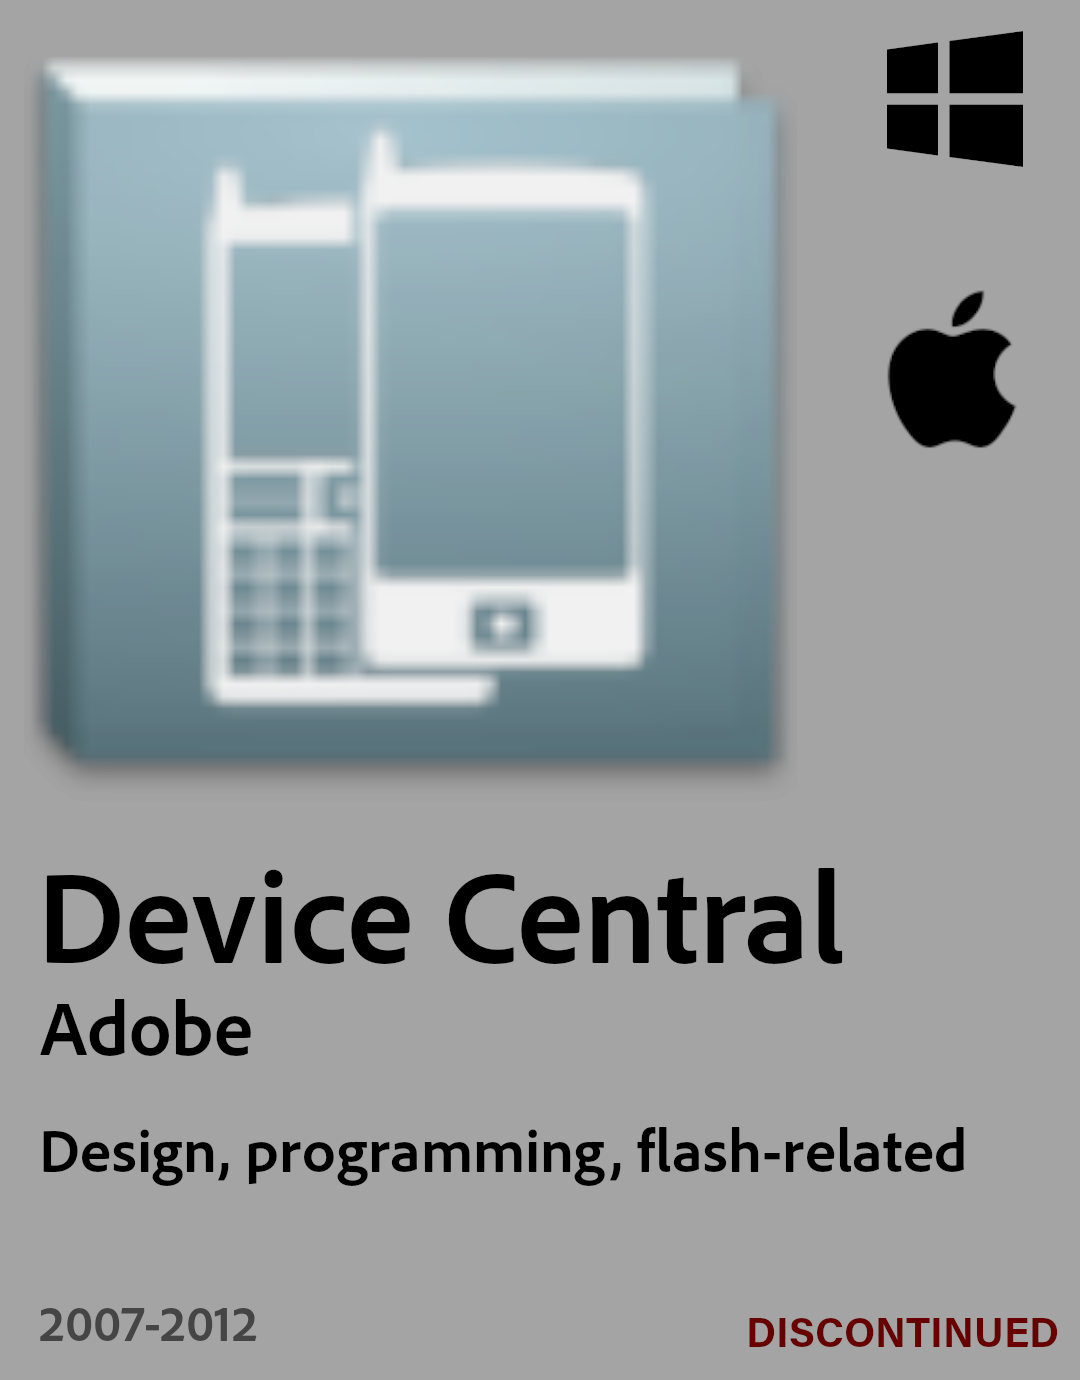 Device Central
Adobe
Design, programming, flash-related
2007-2012
DISCONTINUED